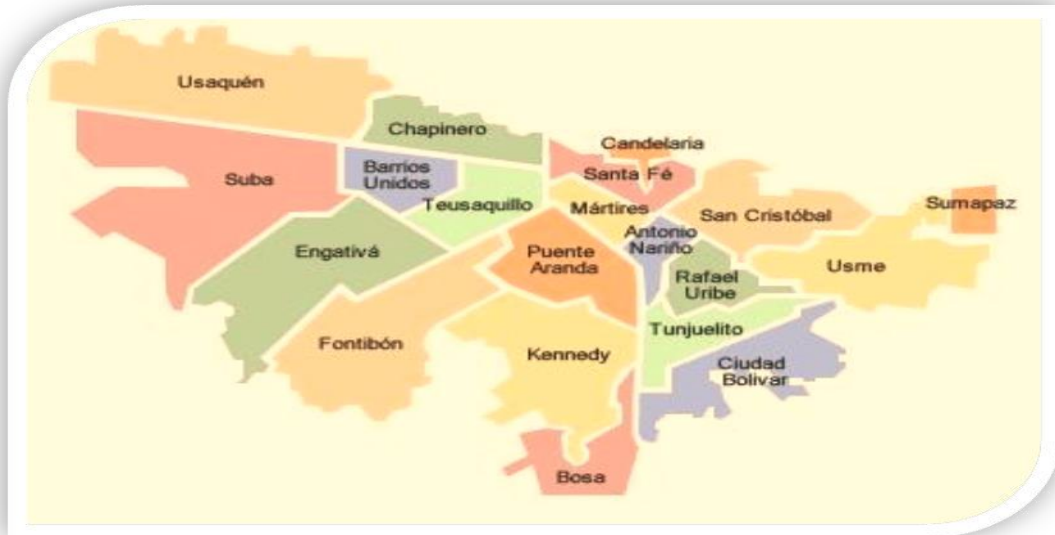 Usaquén
Chapinero
Candelaria
Suba
Barrios
Unidos
Santa Fé
Teusaquillo
Mártires
San Cristóbal
Sumapaz
Engativá
Puente
Aranda
Antonio
Nariño
Rafael
Uribe
Usme
Fontibón
Kennedy
Tunjuelito
Ciudad
Bolivar
Bosa